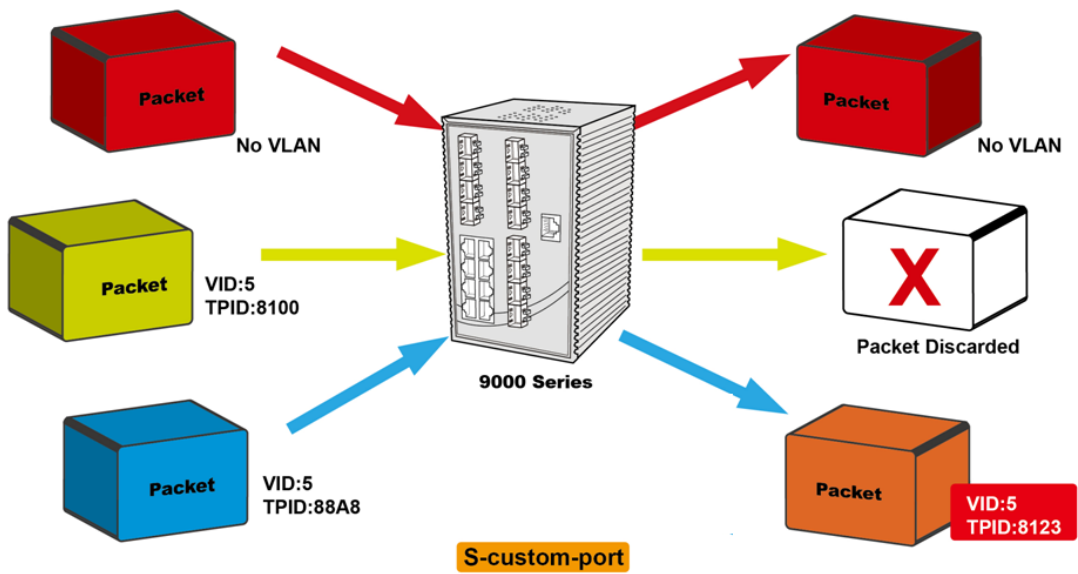 Packet
No VLAN
Packet
No VLAN
Packet
VID:5
TPID:8100
X
Packet Discarded
9000 Series
Packet
VID:5
TPID:88A8
Packet
VID:5
TPID:8123
S-custom-port